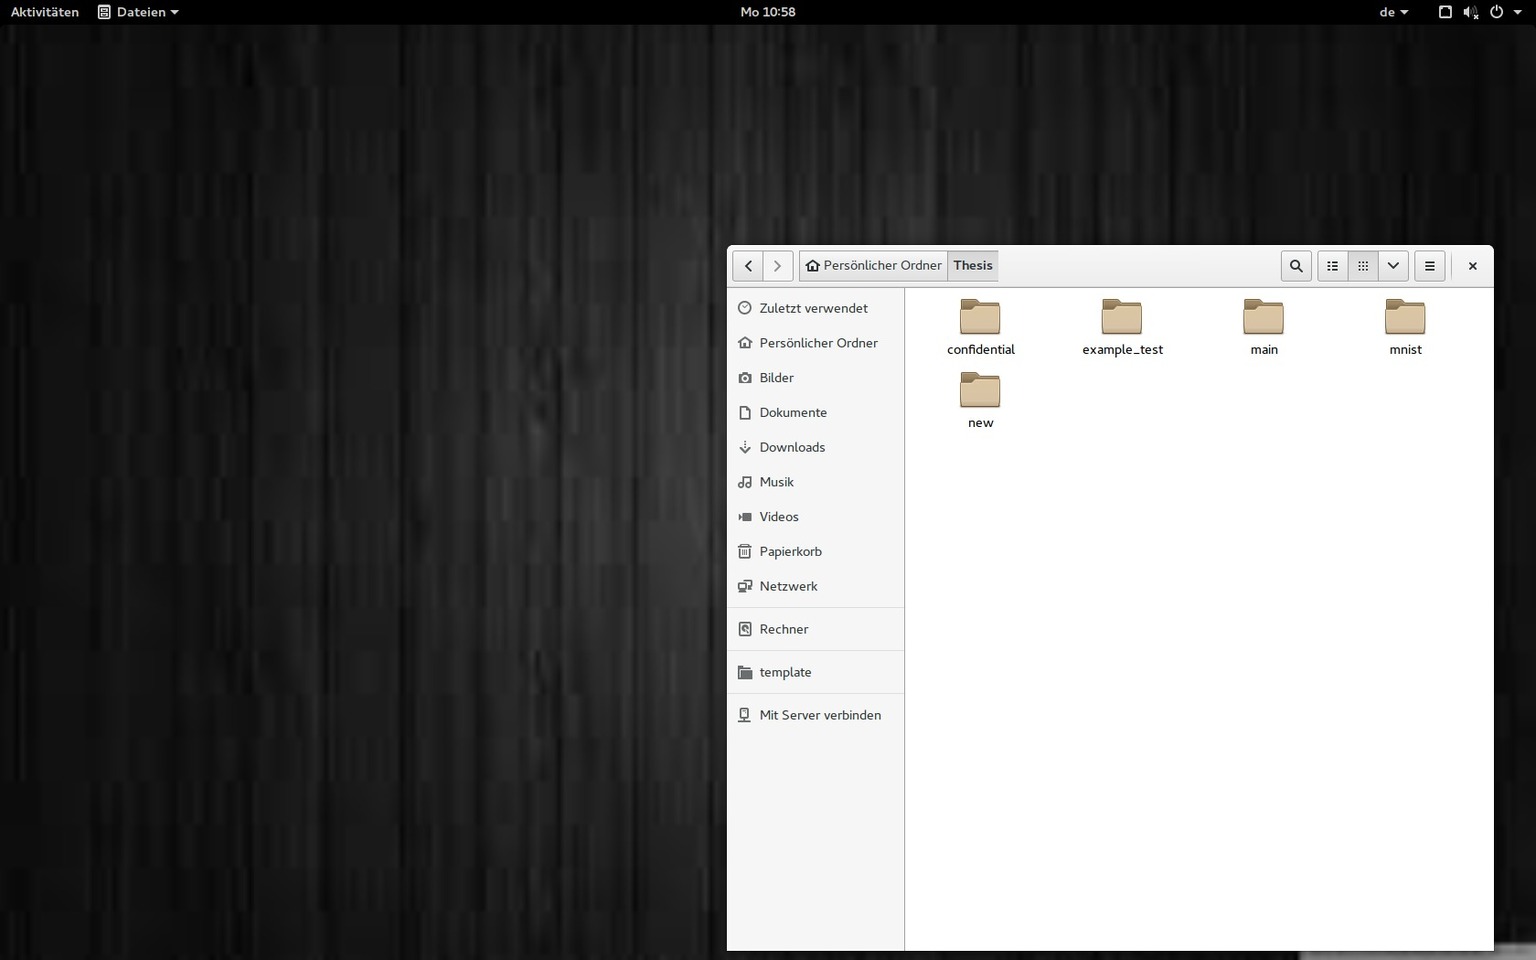 Aktivitäten Dateien Mo 10:58 de
Persönlicher Ordner Thesis
Zuletzt verwendet
Persönlicher Ordner
Bilder
Dokumente
Downloads
Musik
Videos
Papierkorb
Netzwerk
Rechner
template
Mit Server verbinden
confidential example_test main mnist
new